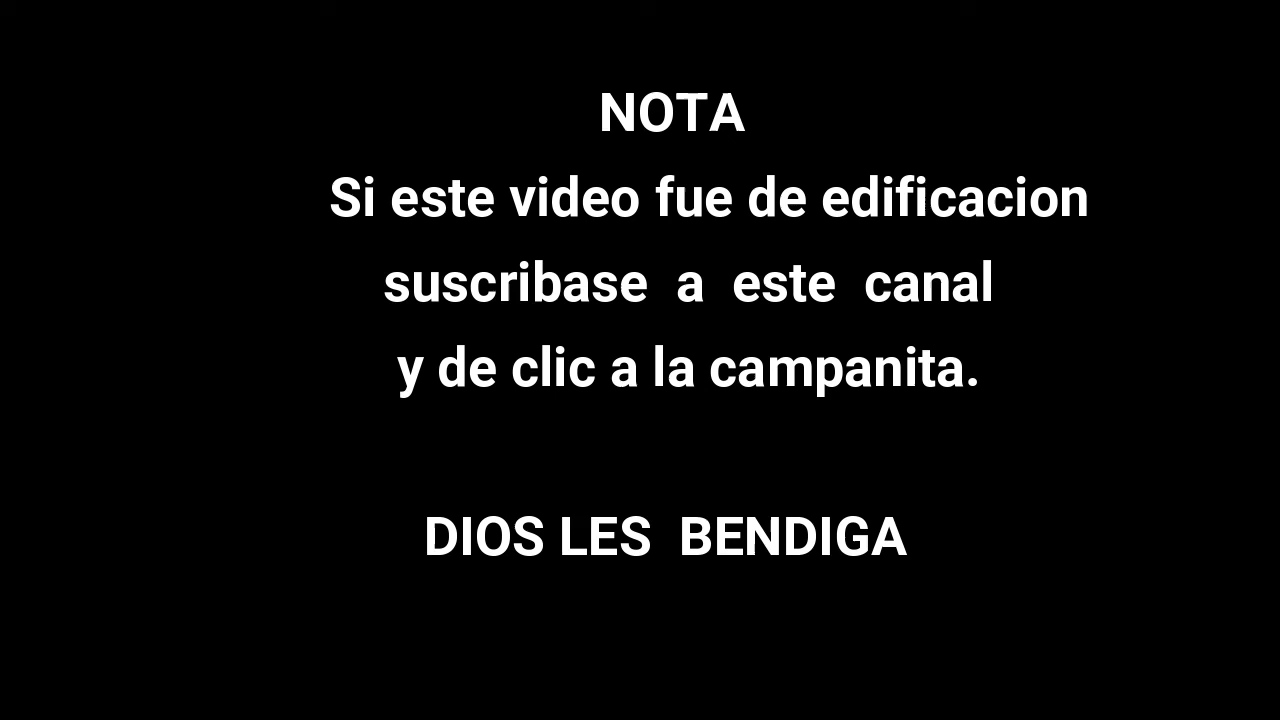 NOTA
Si este video fue de edificacion
suscribase a este canal
y de clic a la campanita.
DIOS LES BENDIGA